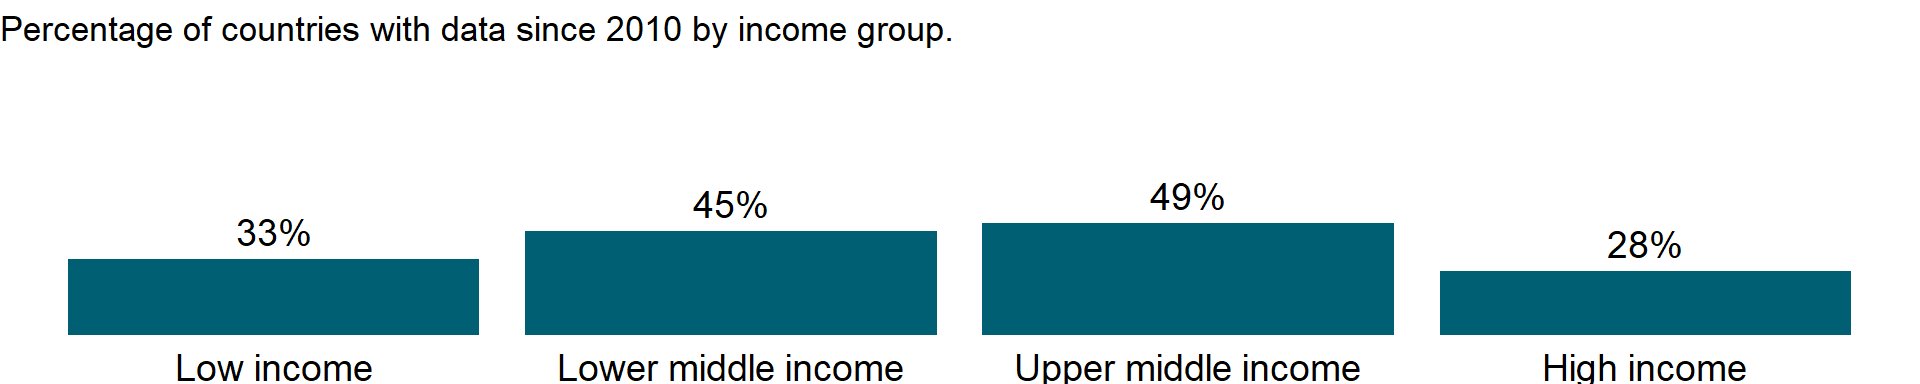 Percentage of countries with data since 2010 by income group.
49%
45%
33%
28%
Low income
Lower middle income
Upper middle income
High income